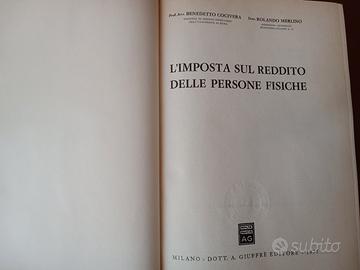 Prof. Avv. BENEDETTO COCIVERA
Dott. ROLANDO MERLINO
L'IMPOSTA SUL REDDITO
DELLE PERSONE FISICHE
AG
MILANO - DOTT. A. GIUFFRÈ EDITORE
subito